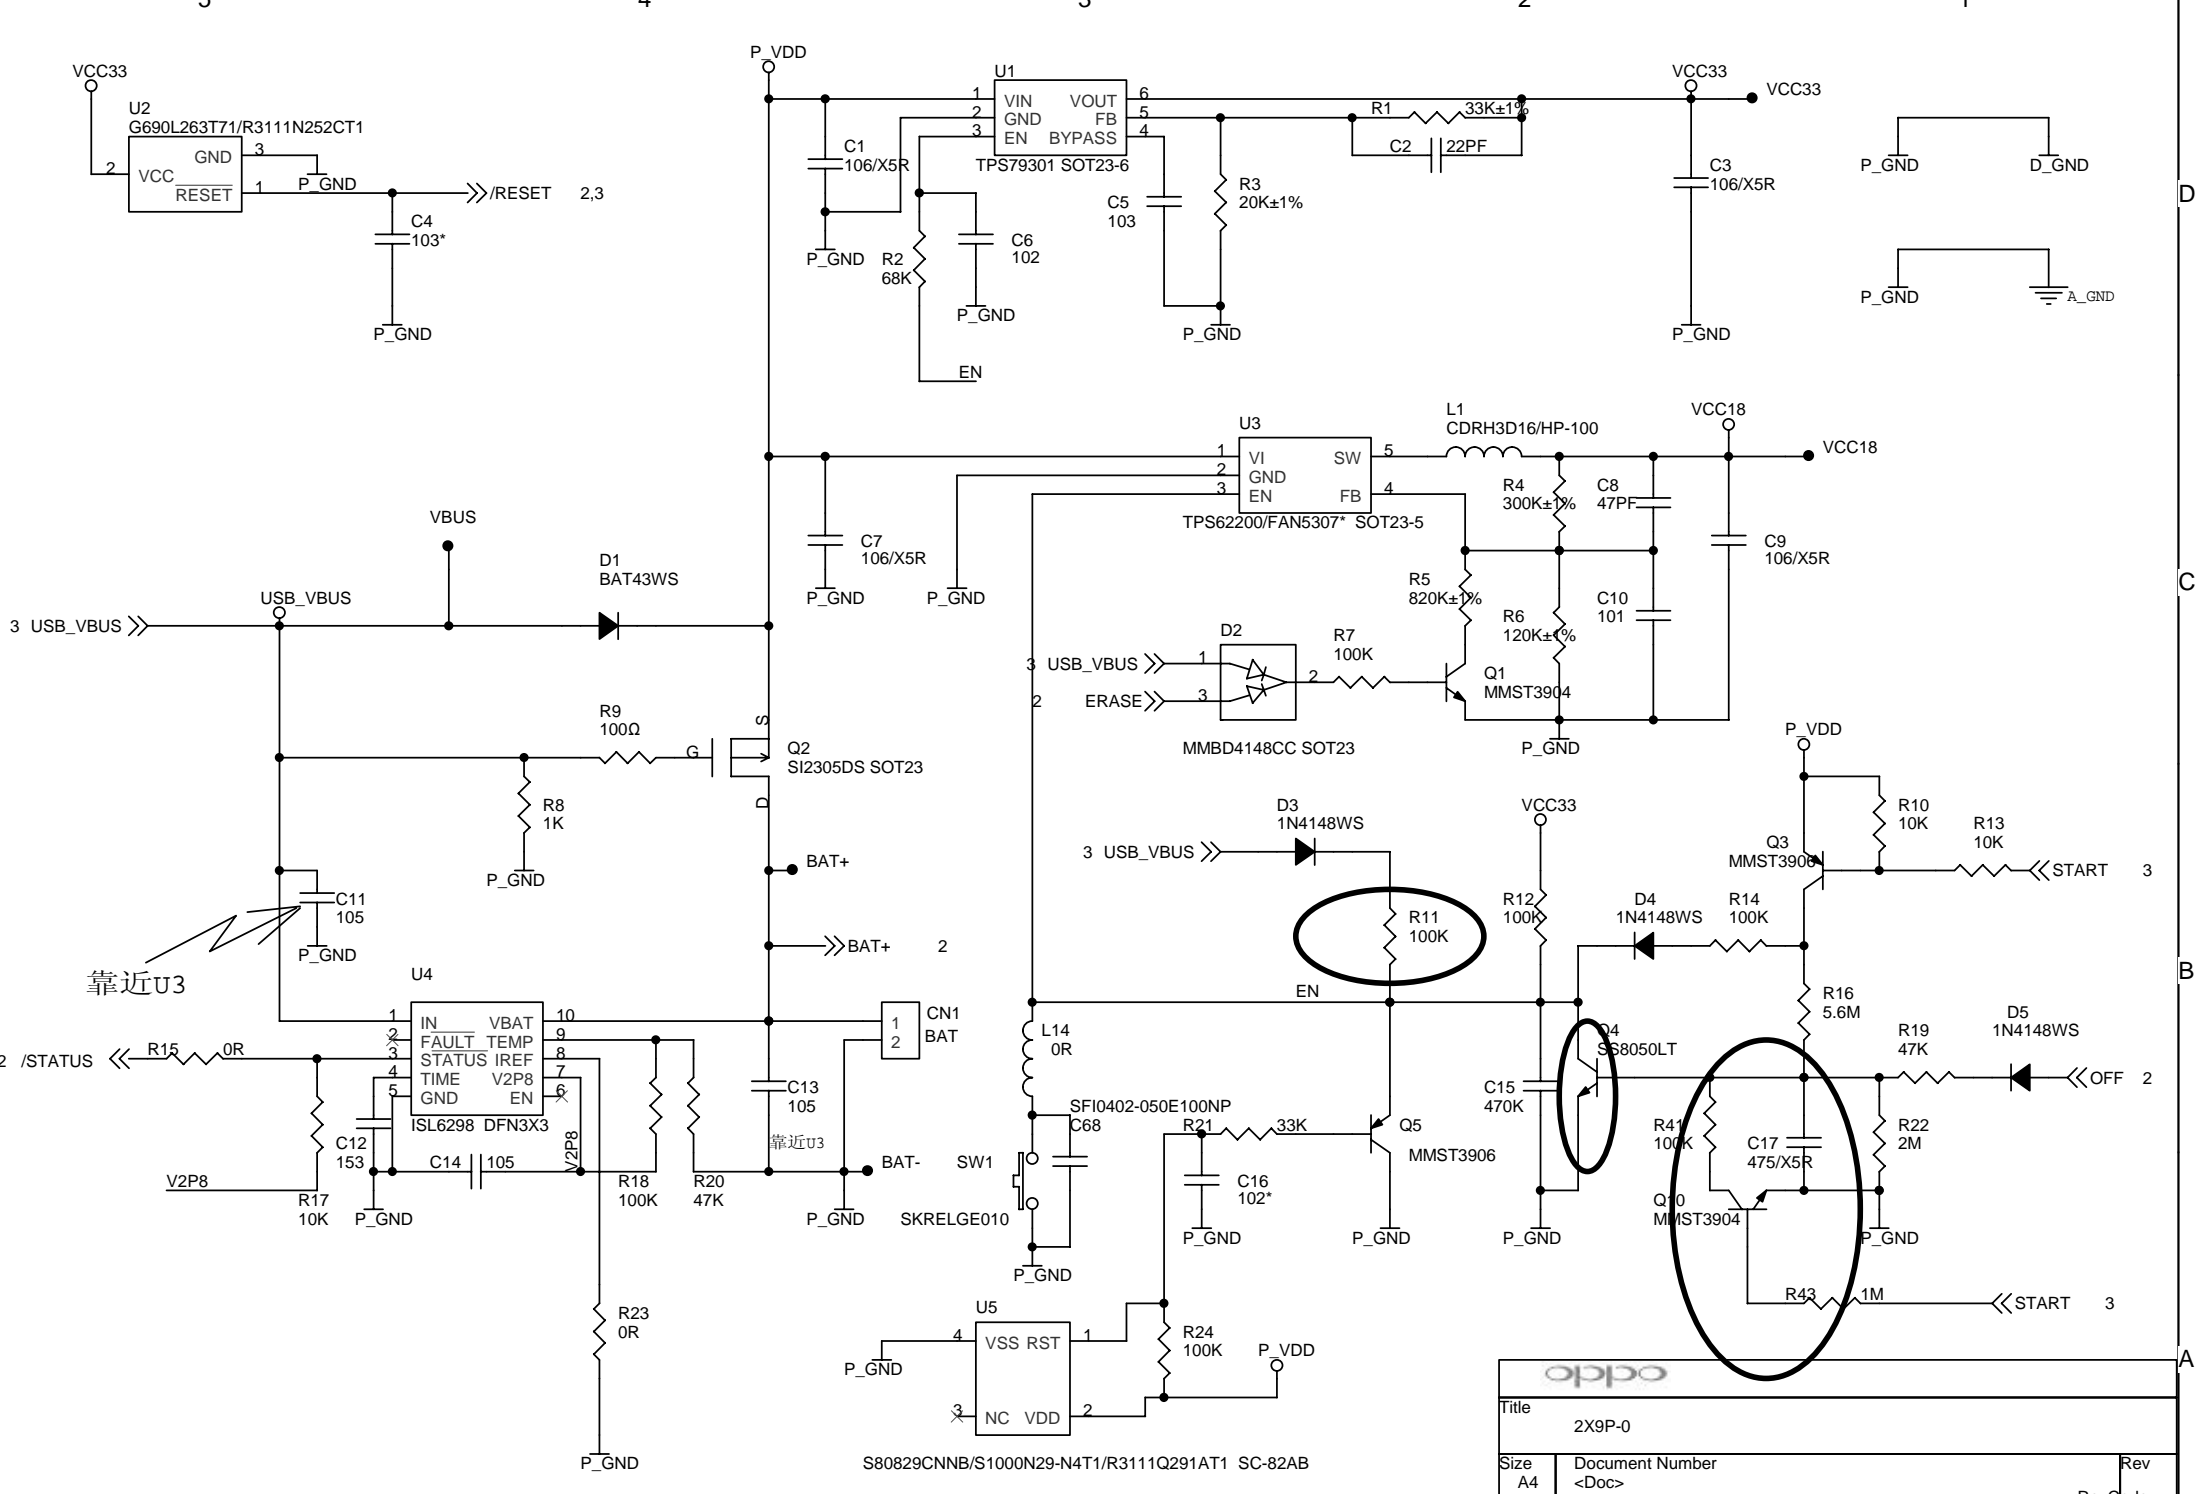 5
4
3
2
1
D
C
B
A
VCC33
U2
G690L263T71/R3111N252CT1
2
VCC
GND
3
P_GND
RESET
1
/RESET
2,3
C4
103*
P_GND
P_VDD
U1
1
VIN
VOUT
6
2
GND
FB
5
3
EN
BYPASS
4
TPS79301 SOT23-6
C1
106/X5R
P_GND
R2
68K
C6
102
P_GND
EN
C5
103
R3
20K±1%
P_GND
R1
33K±1%
C2
22PF
VCC33
VCC33
C3
106/X5R
P_GND
P_GND
D_GND
P_GND
A_GND
U3
1
VI
SW
5
2
GND
3
EN
FB
4
TPS62200/FAN5307* SOT23-5
L1
CDRH3D16/HP-100
VCC18
VCC18
R4
300K±1%
C8
47PF
C9
106/X5R
C7
106/X5R
P_GND
P_GND
R5
820K±1%
R6
120K±1%
C10
101
VBUS
D1
BAT43WS
USB_VBUS
3 USB_VBUS
D2
3 USB_VBUS
1
2
2 ERASE
3
MMBD4148CC SOT23
R7
100K
Q1
MMST3904
P_GND
R9
100Ω
G
S
D
Q2
SI2305DS SOT23
R8
1K
P_GND
BAT+
BAT+
2
C11
105
P_GND
靠近U3
U4
1
IN
VBAT
10
2
FAULT
TEMP
9
3
STATUS
IREF
8
4
TIME
V2P8
7
5
GND
EN
6
ISL6298 DFN3X3
2 /STATUS
R15
0R
R17
10K
V2P8
C12
153
P_GND
C14
105
V2P8
R18
100K
R20
47K
C13
105
靠近U3
CN1
1
2
BAT
BAT-
P_GND
R23
0R
P_GND
D3
1N4148WS
3 USB_VBUS
R11
100K
EN
L14
0R
SFI0402-050E100NP
C68
SW1
SKRELGE010
P_GND
R21
33K
C16
102*
P_GND
Q5
MMST3906
P_GND
U5
4
VSS
RST
1
3
NC
VDD
2
P_GND
R24
100K
P_VDD
S80829CNNB/S1000N29-N4T1/R3111Q291AT1 SC-82AB
VCC33
R12
100K
C15
470K
P_GND
Q4
SS8050LT
D4
1N4148WS
R14
100K
P_VDD
Q3
MMST3906
R10
10K
R13
10K
START
3
R16
5.6M
R19
47K
D5
1N4148WS
OFF
2
R41
100K
C17
475/X5R
R22
2M
Q10
MMST3904
P_GND
R43
1M
START
3
oppo
Title
2X9P-0
Size
A4
Document Number
<Doc>
Rev